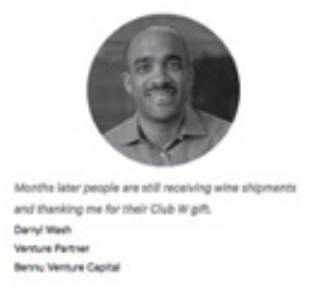 Months later people are still receiving wine shipments
and thanking me for their Club W gift.
Darryl Wash
Venture Partner
Bennu Venture Capital